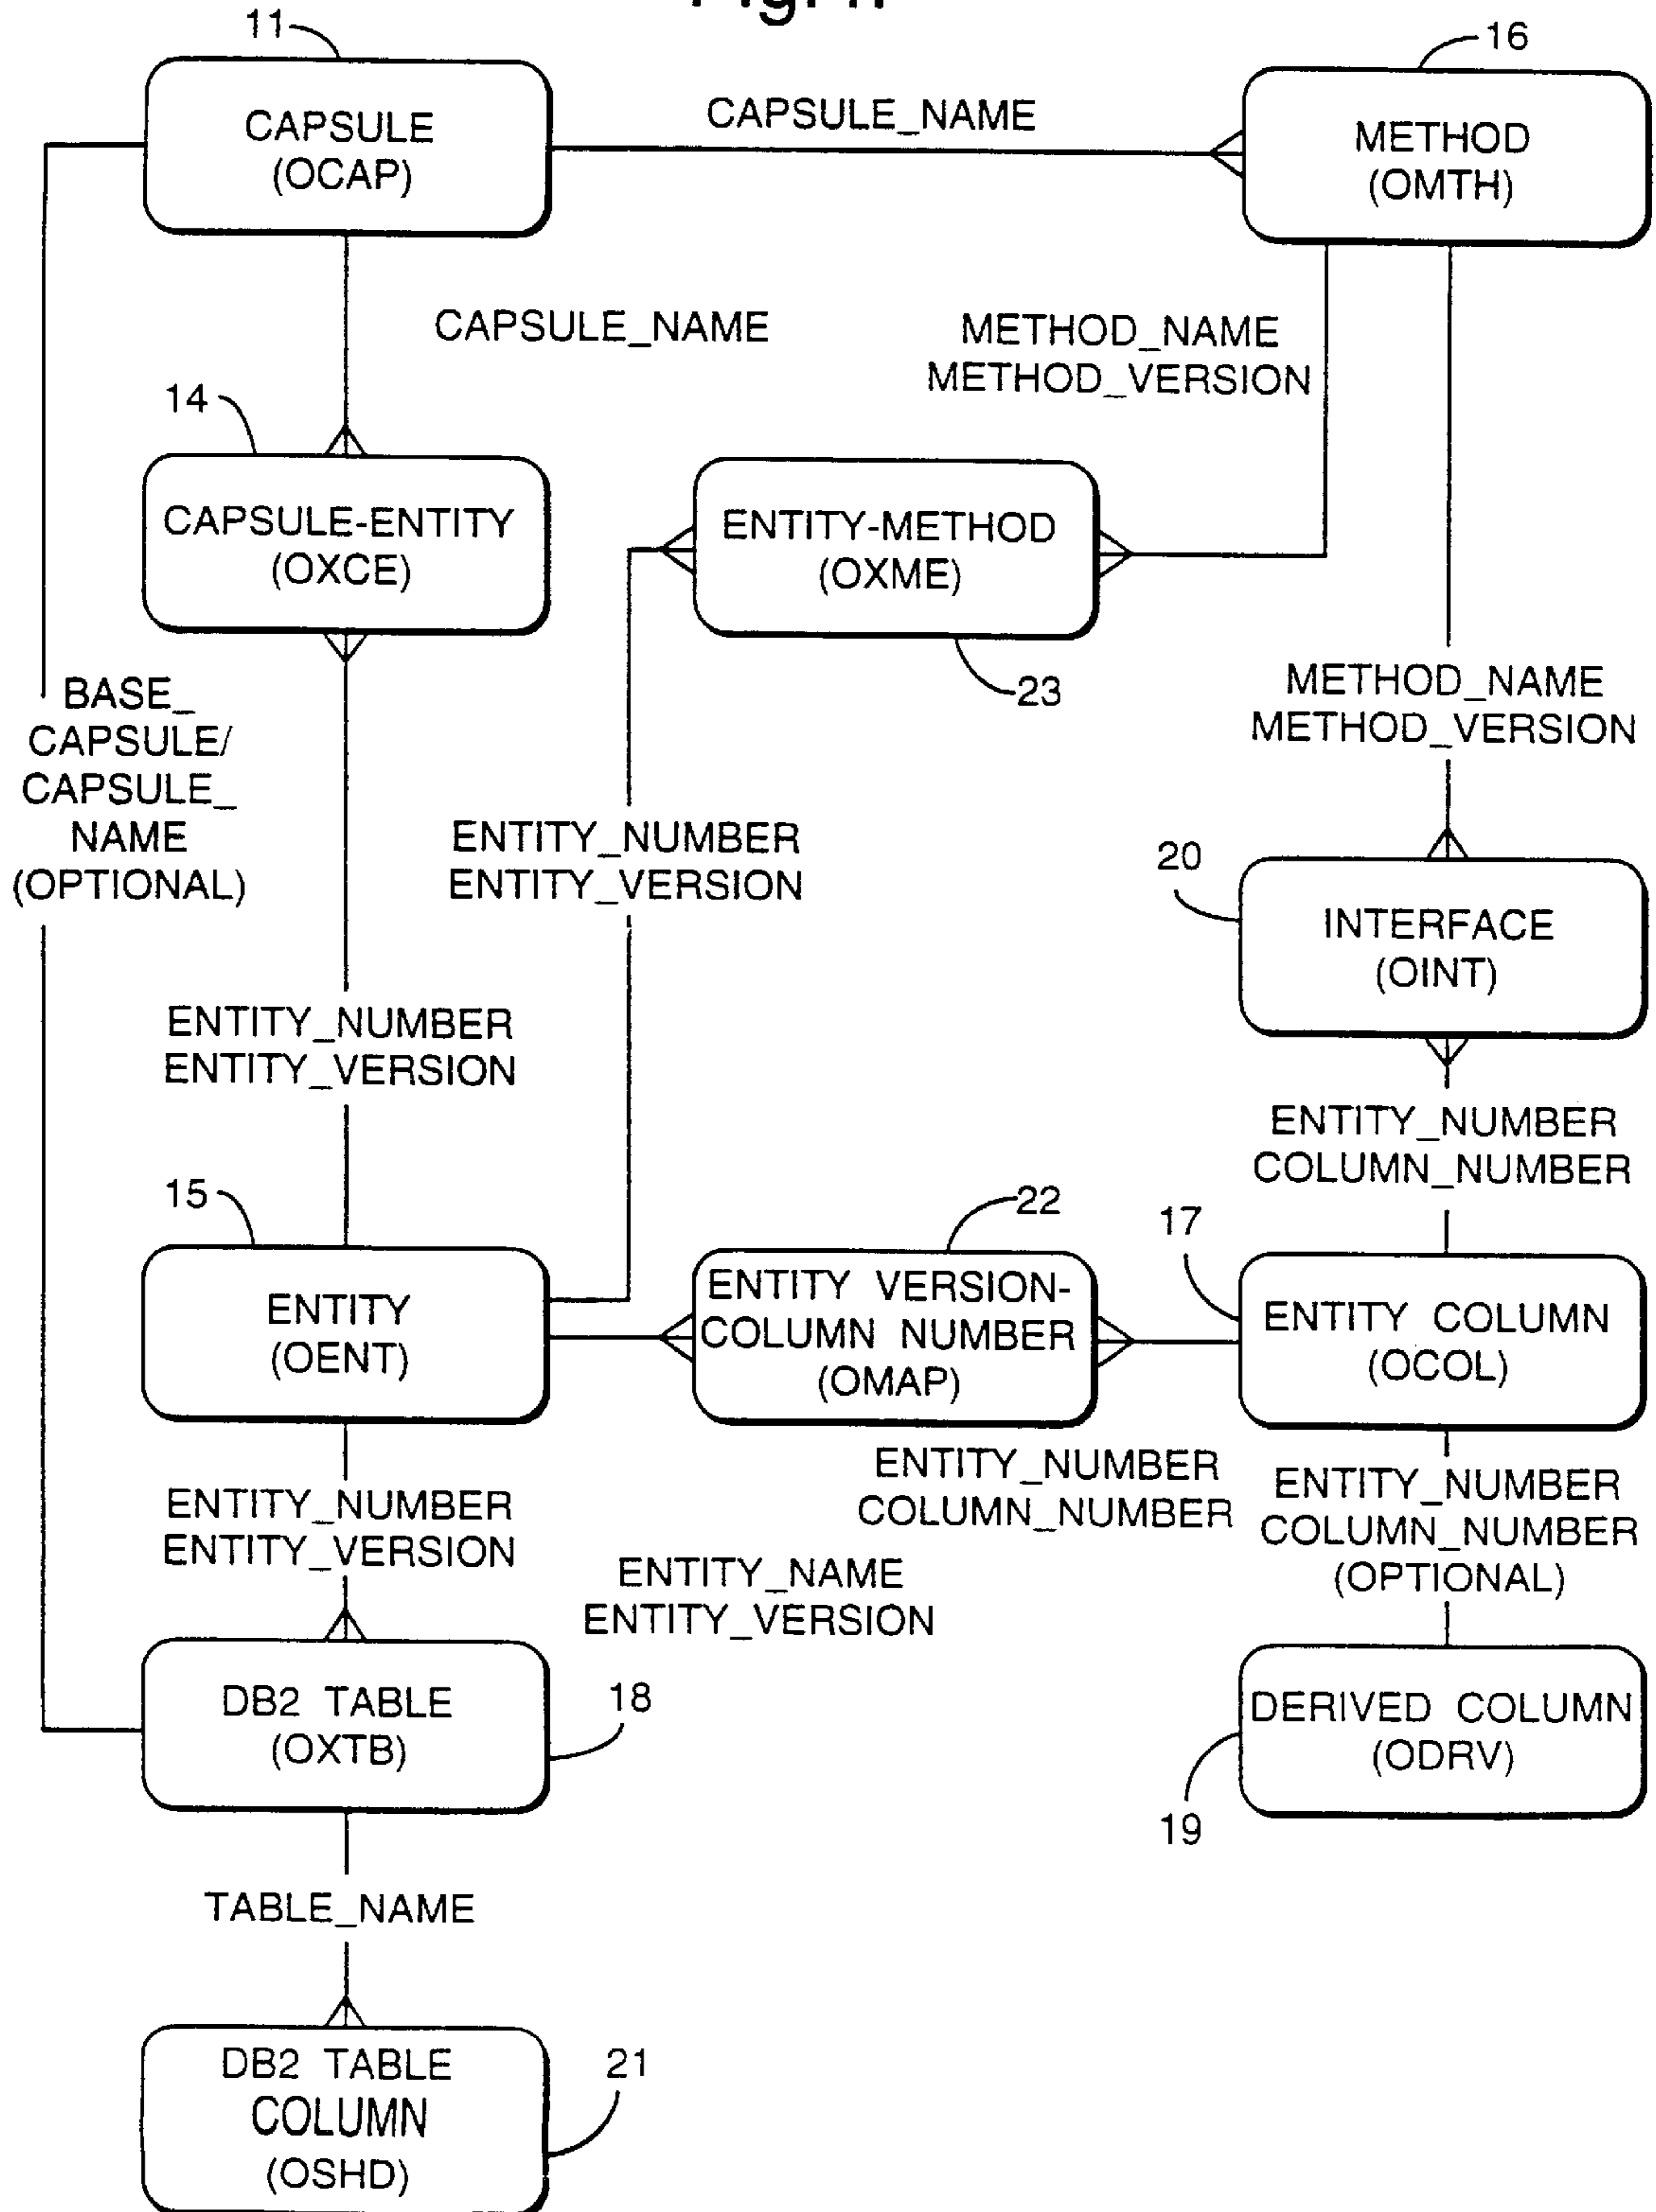 11
16
CAPSULE
(OCAP)
CAPSULE_NAME
METHOD
(OMTH)
CAPSULE_NAME
METHOD_NAME
METHOD_VERSION
14
CAPSULE-ENTITY
(OXCE)
ENTITY-METHOD
(OXME)
23
METHOD_NAME
METHOD_VERSION
BASE_
CAPSULE/
CAPSULE_
NAME
(OPTIONAL)
ENTITY_NUMBER
ENTITY_VERSION
20
INTERFACE
(OINT)
ENTITY_NUMBER
ENTITY_VERSION
ENTITY_NUMBER
COLUMN_NUMBER
15
22
17
ENTITY
(OENT)
ENTITY VERSION-
COLUMN NUMBER
(OMAP)
ENTITY COLUMN
(OCOL)
ENTITY_NUMBER
COLUMN_NUMBER
ENTITY_NUMBER
COLUMN_NUMBER
(OPTIONAL)
ENTITY_NUMBER
ENTITY_VERSION
ENTITY_NAME
ENTITY_VERSION
DB2 TABLE
(OXTB)
18
DERIVED COLUMN
(ODRV)
19
TABLE_NAME
DB2 TABLE
COLUMN
(OSHD)
21